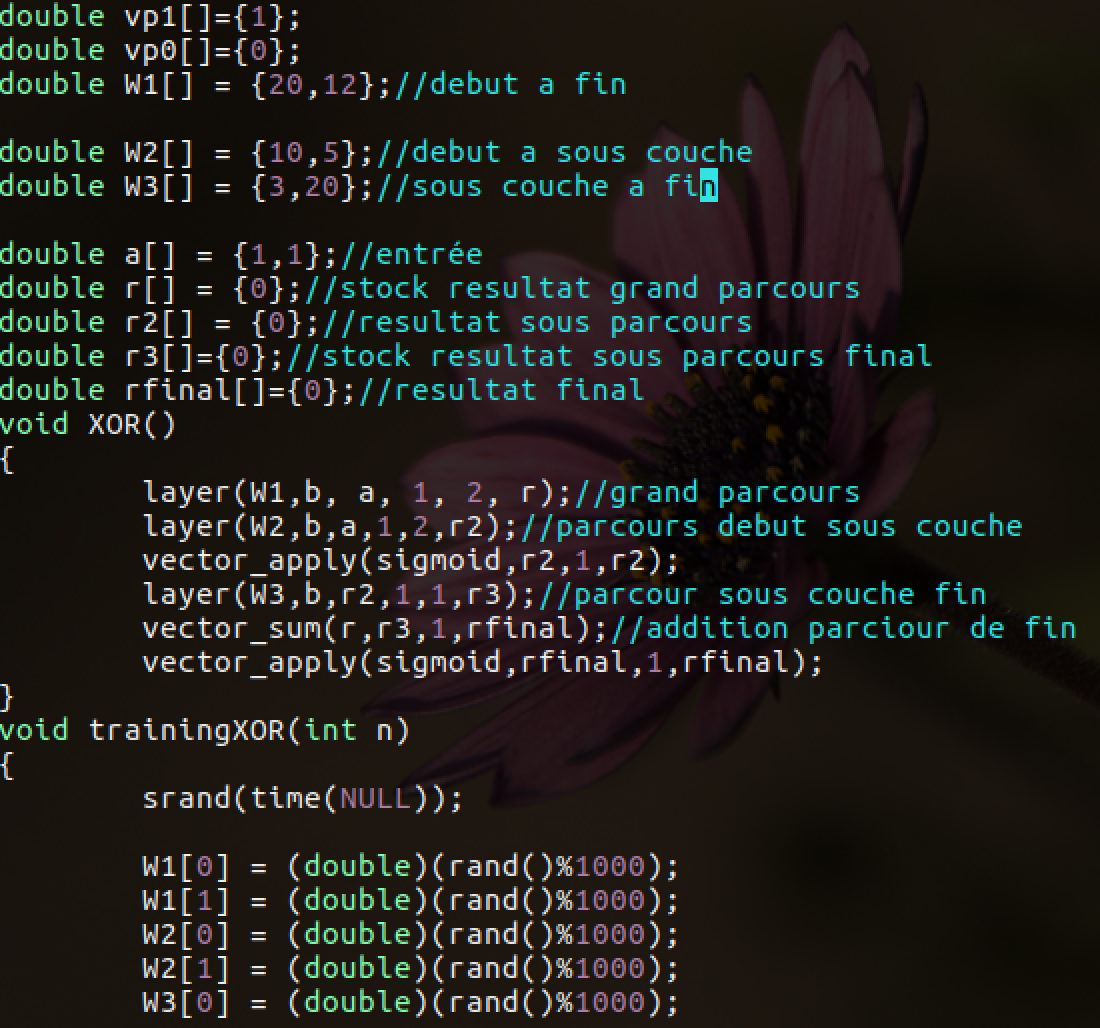 double vp1[]={1};
double vp0[]={0};
double W1[] = {20,12};//debut a fin
double W2[] = {10,5};//debut a sous couche
double W3[] = {3,20};//sous couche a fin
double a[] = {1,1};//entrée
double r[] = {0};//stock resultat grand parcours
double r2[] = {0};//resultat sous parcours
double r3[]={0};//stock resultat sous parcours final
double rfinal[]={0};//resultat final
void XOR()
{
layer(W1,b, a, 1, 2, r);//grand parcours
layer(W2,b,a,1,2,r2);//parcours debut sous couche
vector_apply(sigmoid,r2,1,r2);
layer(W3,b,r2,1,1,r3);//parcour sous couche fin
vector_sum(r,r3,1,rfinal);//addition parciour de fin
vector_apply(sigmoid,rfinal,1,rfinal);
}
void trainingXOR(int n)
{
srand(time(NULL));
W1[0] = (double)(rand()%1000);
W1[1] = (double)(rand()%1000);
W2[0] = (double)(rand()%1000);
W2[1] = (double)(rand()%1000);
W3[0] = (double)(rand()%1000);